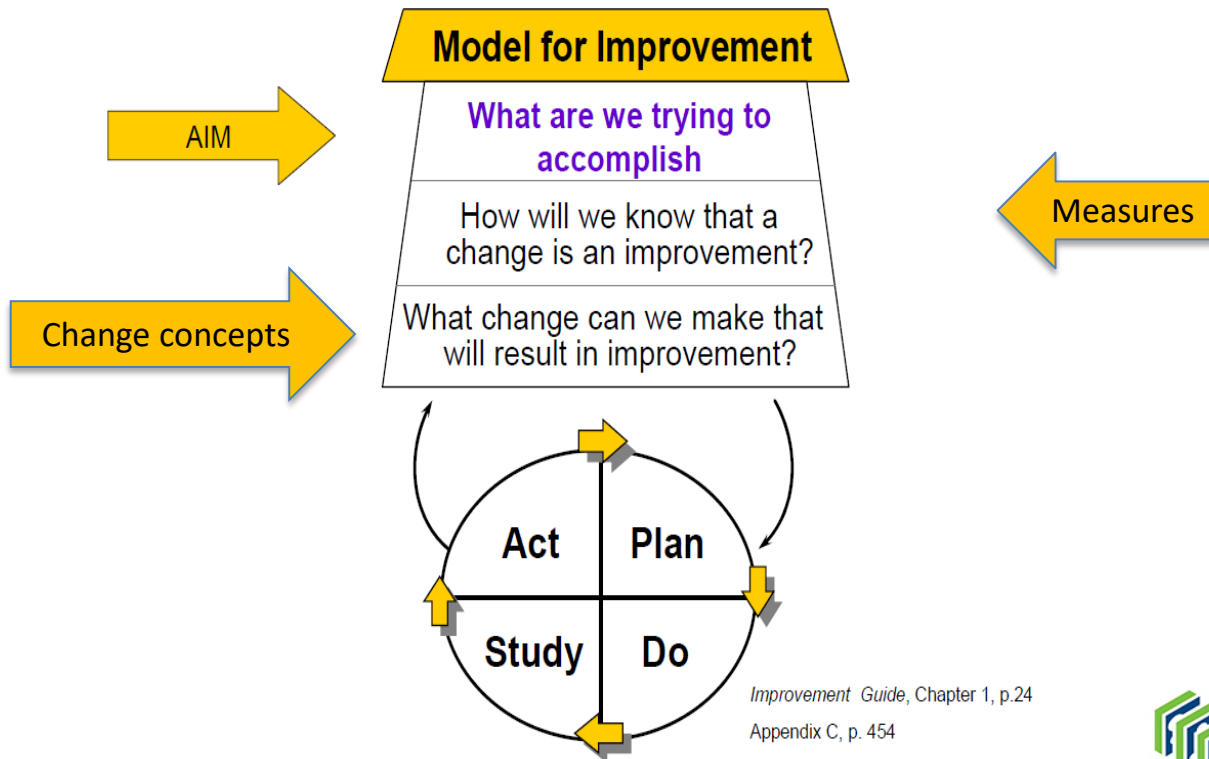 Model for Improvement
AIM
What are we trying to
accomplish
How will we know that a
change is an improvement?
Measures
Change concepts
What change can we make that
will result in improvement?
Act
Plan
Study
Do
Improvement Guide, Chapter 1, p.24
Appendix C, p. 454